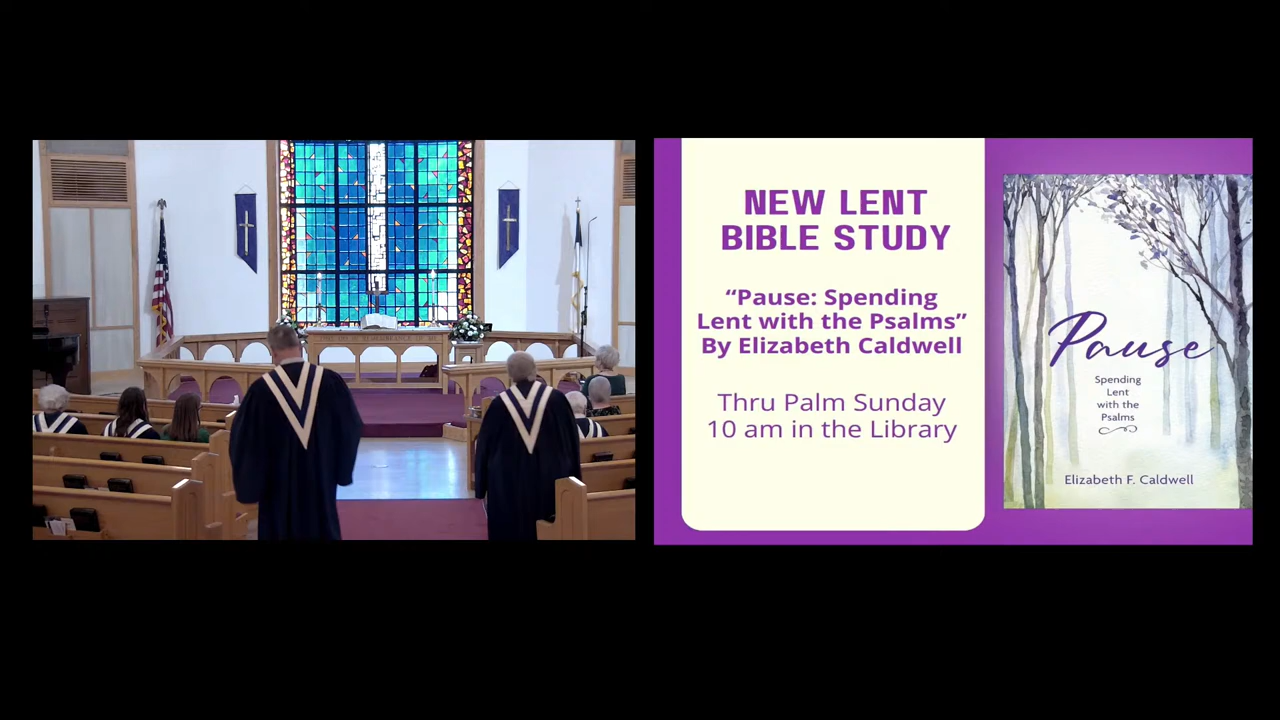 NEW LENT
BIBLE STUDY
“Pause: Spending
Lent with the Psalms”
By Elizabeth Caldwell
Thru Palm Sunday
10 am in the Library
Pause
Spending
Lent
with the
Psalms
Elizabeth F. Caldwell